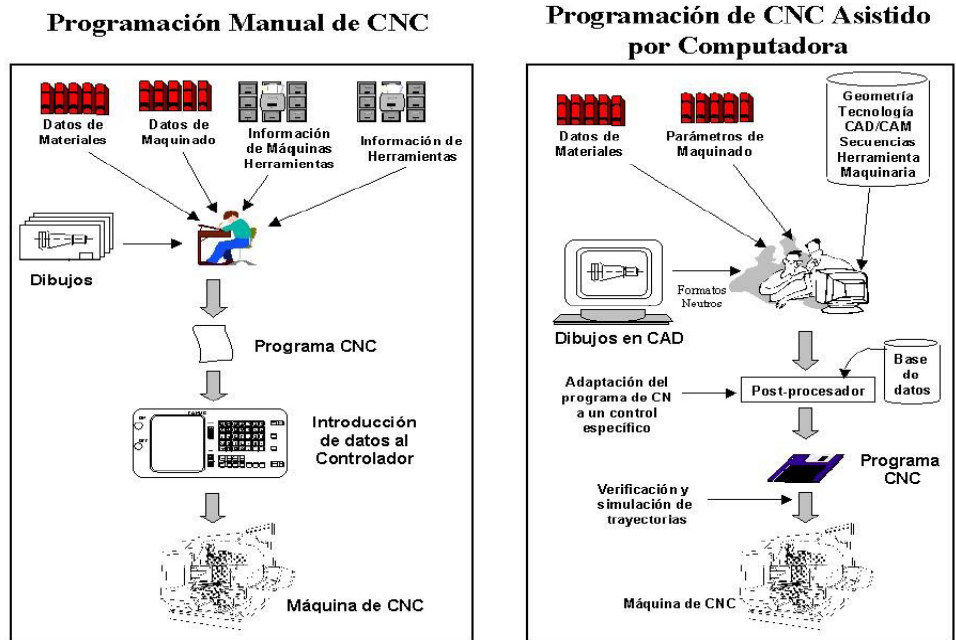 Programación Manual de CNC
Datos de
Materiales
Datos de
Maquinado
Información
de Máquinas
Herramientas
Información de
Herramientas
Dibujos
Programa CNC
ON
OFF
FANUC
Introducción
de datos al
Controlador
Máquina de CNC
Programación de CNC Asistido
por Computadora
Datos de
Materiales
Parámetros de
Maquinado
Geometría
Tecnología
CAD/CAM
Secuencias
Herramienta
Maquinaria
Formatos
Neutros
Dibujos en CAD
Adaptación del
programa de CN
a un control
específico
Post-procesador
Base
de
datos
Programa
CNC
Verificación y
simulación de
trayectorias
Máquina de CNC